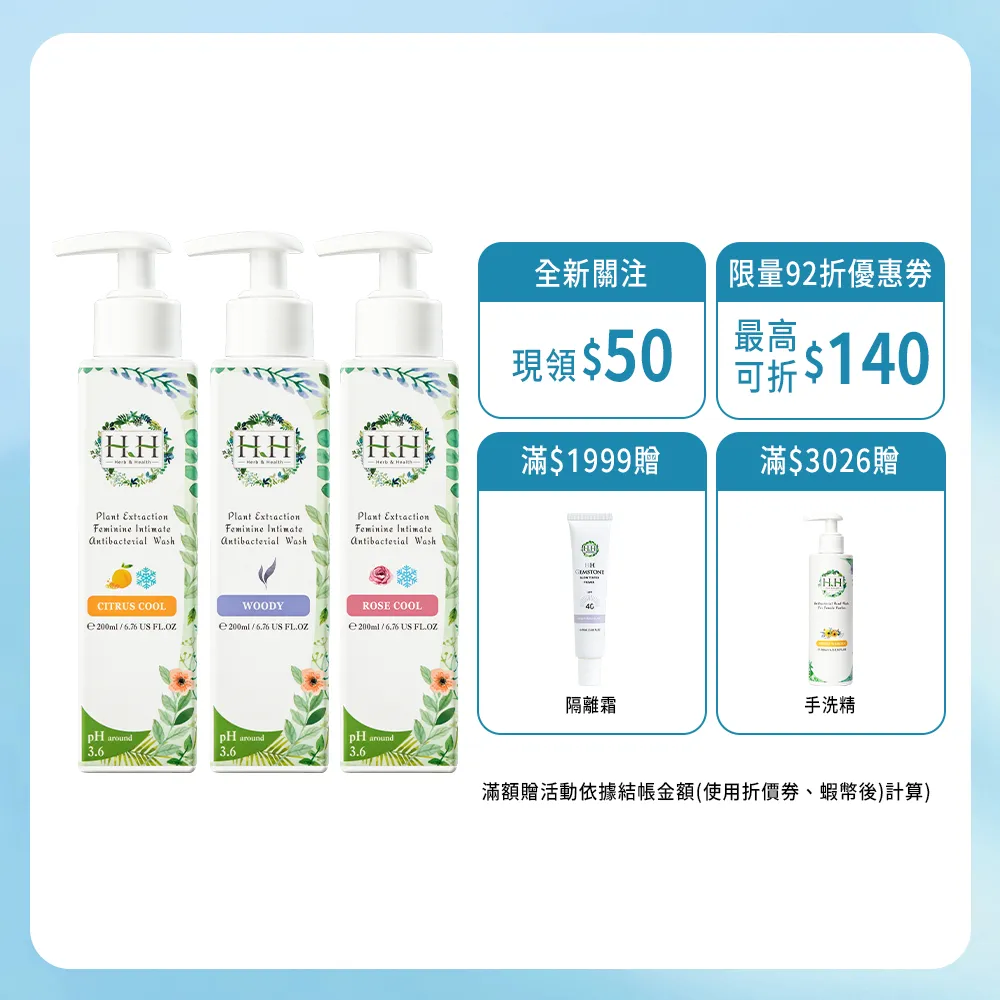 H&H
Herb & Health
Plant Extraction
Feminine Intimate
Antibacterial Wash
CITRUS COOL
℮ 200ml / 6.76 US FL.OZ
pH around
3.6
H&H
Herb & Health
Plant Extraction
Feminine Intimate
Antibacterial Wash
WOODY
℮ 200ml / 6.76 US FL.OZ
pH around
3.6
H&H
Herb & Health
Plant Extraction
Feminine Intimate
Antibacterial Wash
ROSE COOL
℮ 200ml / 6.76 US FL.OZ
pH around
3.6
全新關注
現領$50
限量92折優惠券
最高
可折$140
滿$1999贈
H&H
HH
GEMSTONE
PRIMER
隔離霜
滿$3026贈
H&H
手洗精
滿額贈活動依據結帳金額(使用折價券、蝦幣後)計算)